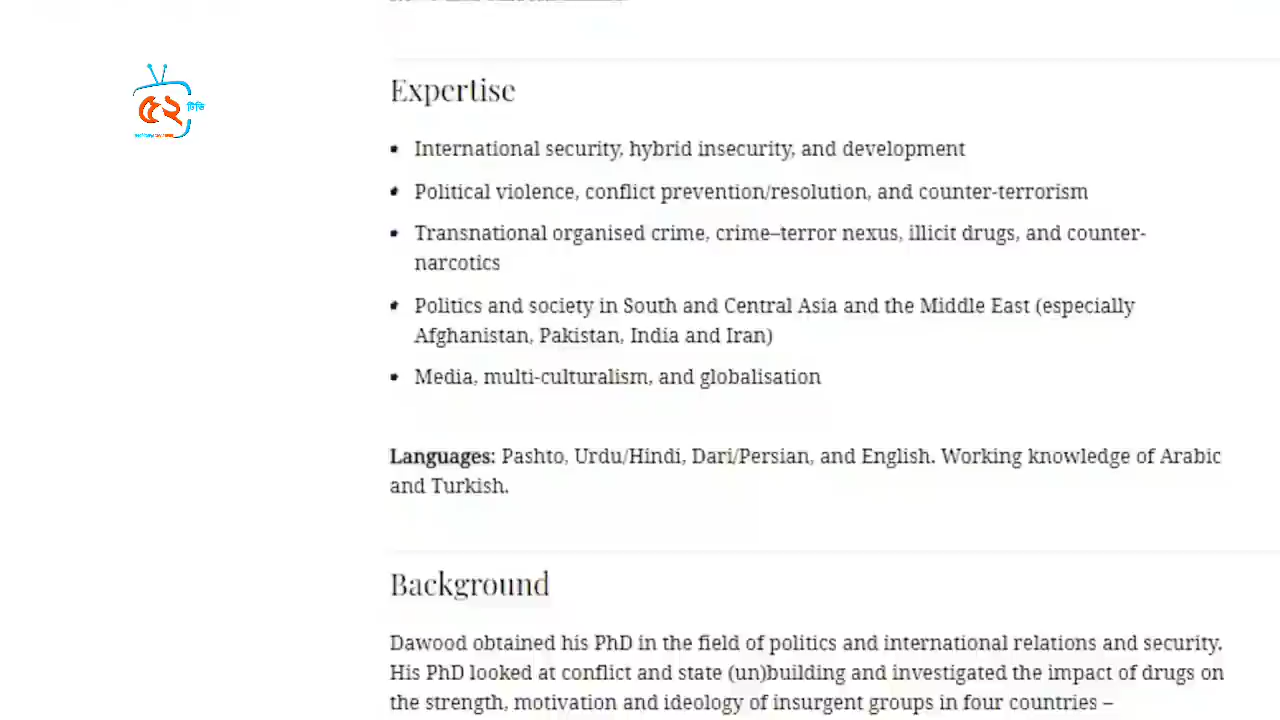 ৫২
টিভি
Expertise
• International security, hybrid insecurity, and development
• Political violence, conflict prevention/resolution, and counter-terrorism
• Transnational organised crime, crime–terror nexus, illicit drugs, and counter-
narcotics
• Politics and society in South and Central Asia and the Middle East (especially
Afghanistan, Pakistan, India and Iran)
• Media, multi-culturalism, and globalisation
Languages: Pashto, Urdu/Hindi, Dari/Persian, and English. Working knowledge of Arabic
and Turkish.
Background
Dawood obtained his PhD in the field of politics and international relations and security.
His PhD looked at conflict and state (un)building and investigated the impact of drugs on
the strength, motivation and ideology of insurgent groups in four countries –